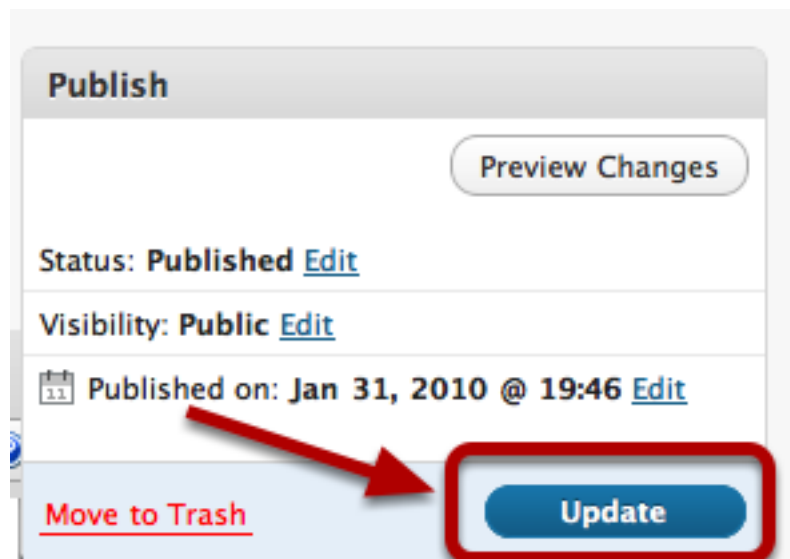 Publish
Preview Changes
Status: Published Edit
Visibility: Public Edit
11 Published on: Jan 31, 2010 @ 19:46 Edit
Move to Trash Update